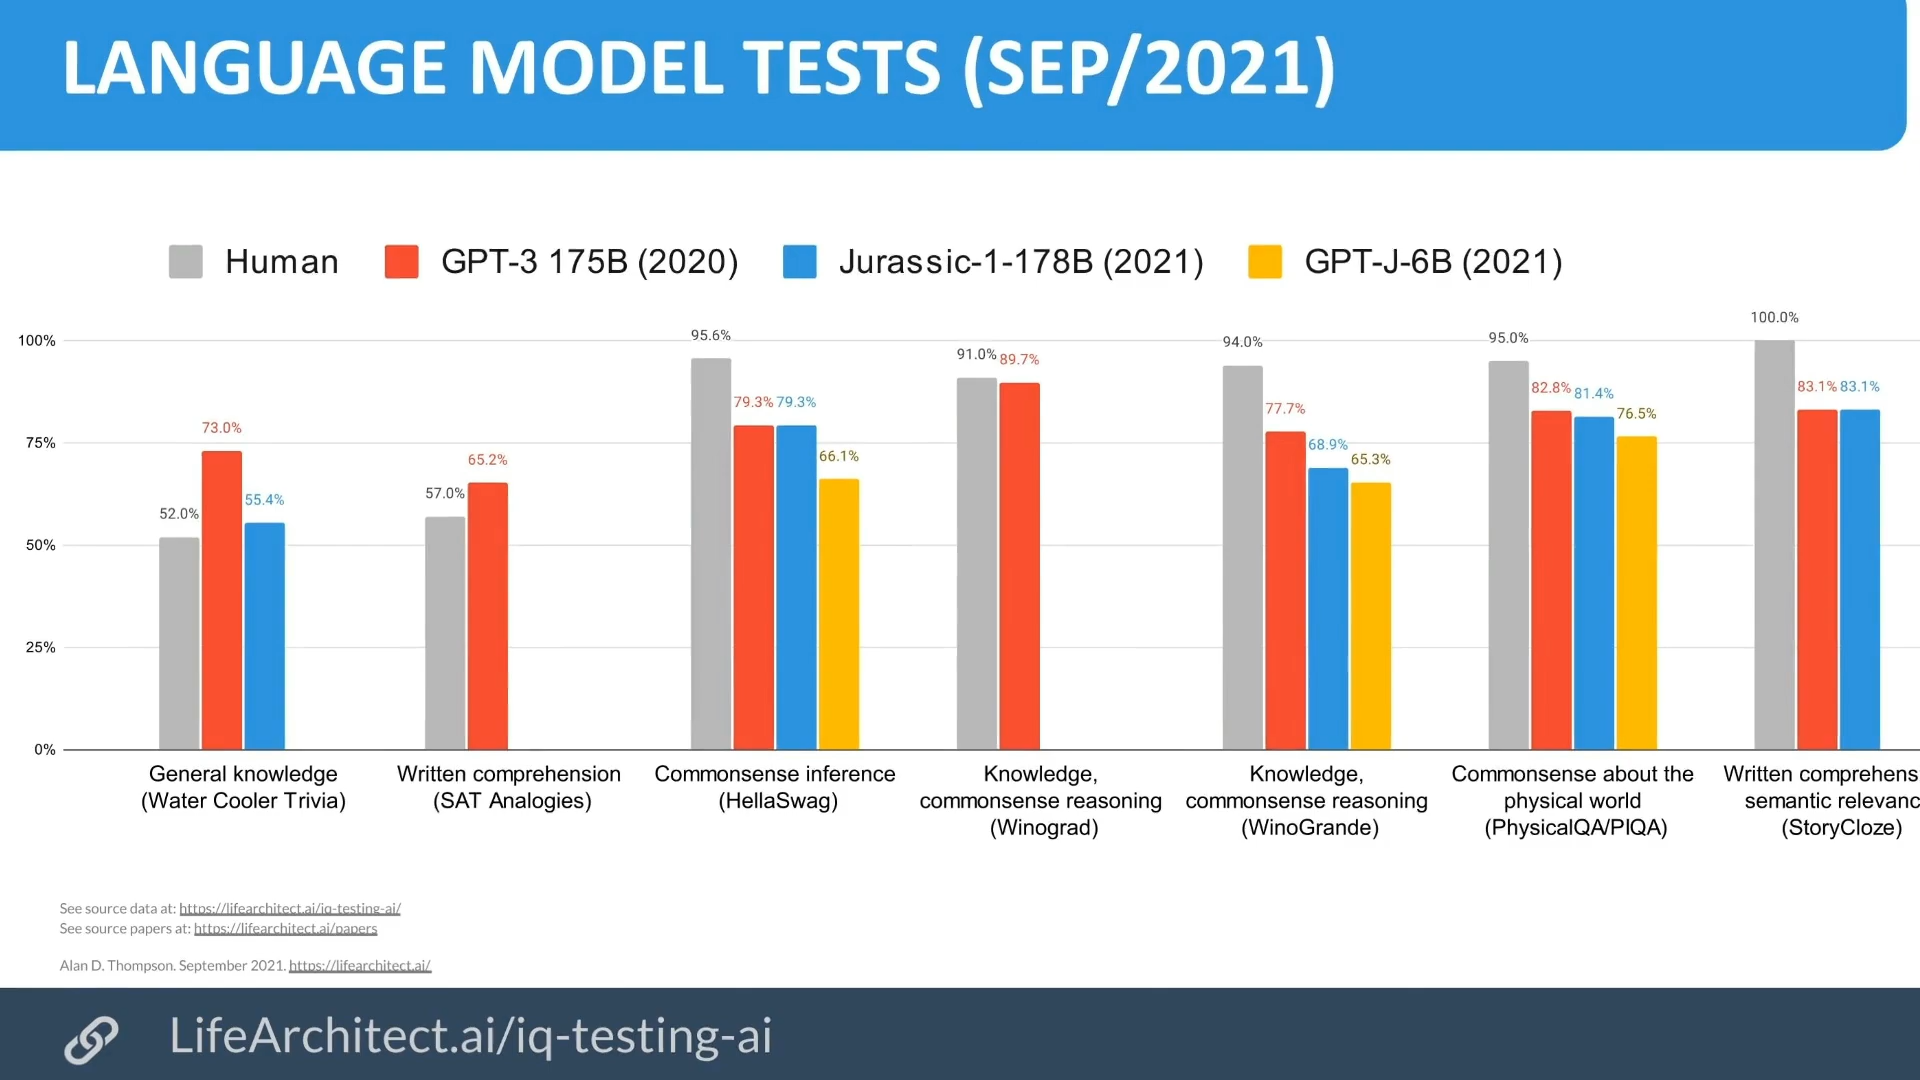 LANGUAGE MODEL TESTS (SEP/2021)
Human GPT-3 175B (2020) Jurassic-1-178B (2021) GPT-J-6B (2021)
100%
75%
50%
25%
0%
52.0% 73.0% 55.4%
57.0% 65.2%
95.6% 79.3% 79.3% 66.1%
91.0% 89.7%
94.0% 77.7% 68.9% 65.3%
95.0% 82.8% 81.4% 76.5%
100.0% 83.1% 83.1%
General knowledge
(Water Cooler Trivia)
Written comprehension
(SAT Analogies)
Commonsense inference
(HellaSwag)
Knowledge,
commonsense reasoning
(Winograd)
Knowledge,
commonsense reasoning
(WinoGrande)
Commonsense about the
physical world
(PhysicalQA/PIQA)
Written comprehens
semantic relevanc
(StoryCloze)
See source data at: https://lifearchitect.ai/iq-testing-ai/
See source papers at: https://lifearchitect.ai/papers
Alan D. Thompson. September 2021. https://lifearchitect.ai/
LifeArchitect.ai/iq-testing-ai